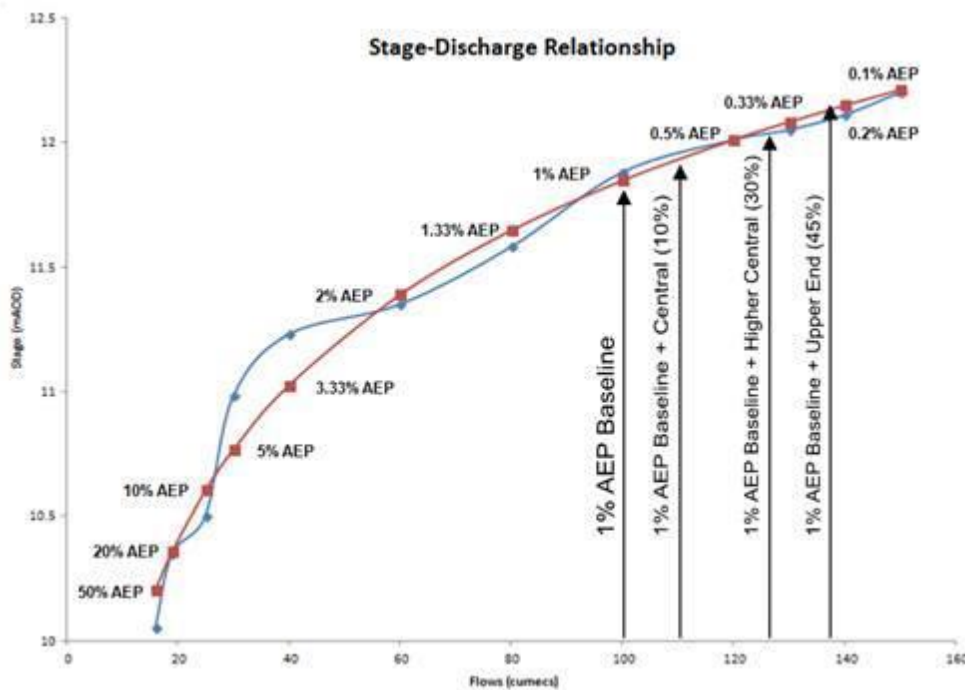 Stage-Discharge Relationship
12.5
12
11.5
11
10.5
10
Stage (mAOD)
0.1% AEP
0.33% AEP
0.5% AEP
0.2% AEP
1% AEP
1.33% AEP
2% AEP
3.33% AEP
5% AEP
10% AEP
20% AEP
50% AEP
1% AEP Baseline
1% AEP Baseline + Central (10%)
1% AEP Baseline + Higher Central (30%)
1% AEP Baseline + Upper End (45%)
0 20 40 60 80 100 120 140 160
Flows (cumecs)